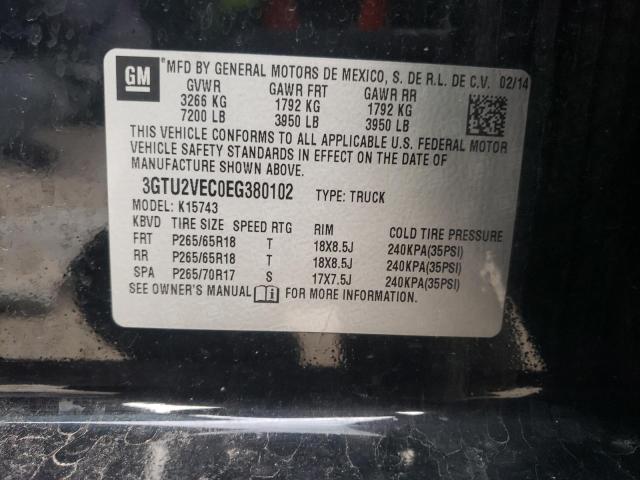 GM
MFD BY GENERAL MOTORS DE MEXICO, S. DE R.L. DE C.V. 02/14
GVWR GAWR FRT GAWR RR
3266 KG 1792 KG 1792 KG
7200 LB 3950 LB 3950 LB
THIS VEHICLE CONFORMS TO ALL APPLICABLE U.S. FEDERAL MOTOR
VEHICLE SAFETY STANDARDS IN EFFECT ON THE DATE OF
MANUFACTURE SHOWN ABOVE.
3GTU2VEC0EG380102 TYPE: TRUCK
MODEL: K15743
KBVD TIRE SIZE SPEED RTG RIM COLD TIRE PRESSURE
FRT P265/65R18 T 18X8.5J 240KPA(35PSI)
RR P265/65R18 T 18X8.5J 240KPA(35PSI)
SPA P265/70R17 S 17X7.5J 240KPA(35PSI)
SEE OWNER'S MANUAL FOR MORE INFORMATION.